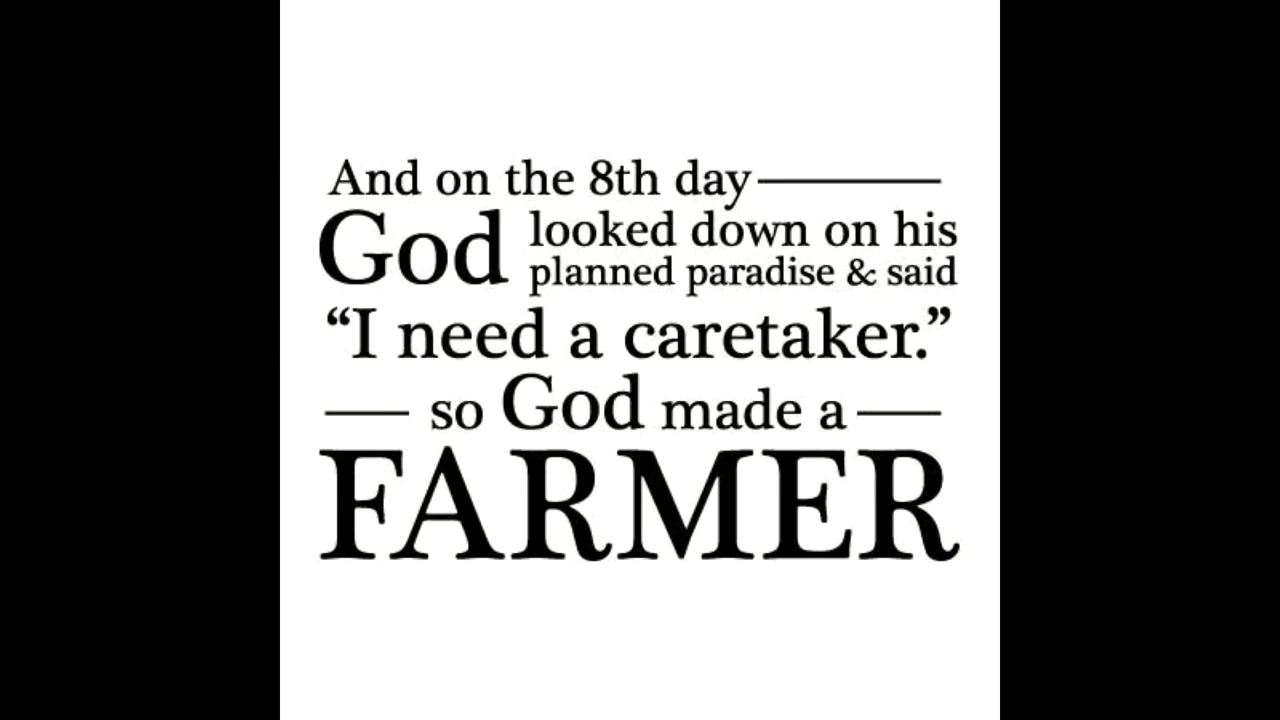 And on the 8th day
God looked down on his
planned paradise & said
“I need a caretaker.”
so God made a
FARMER